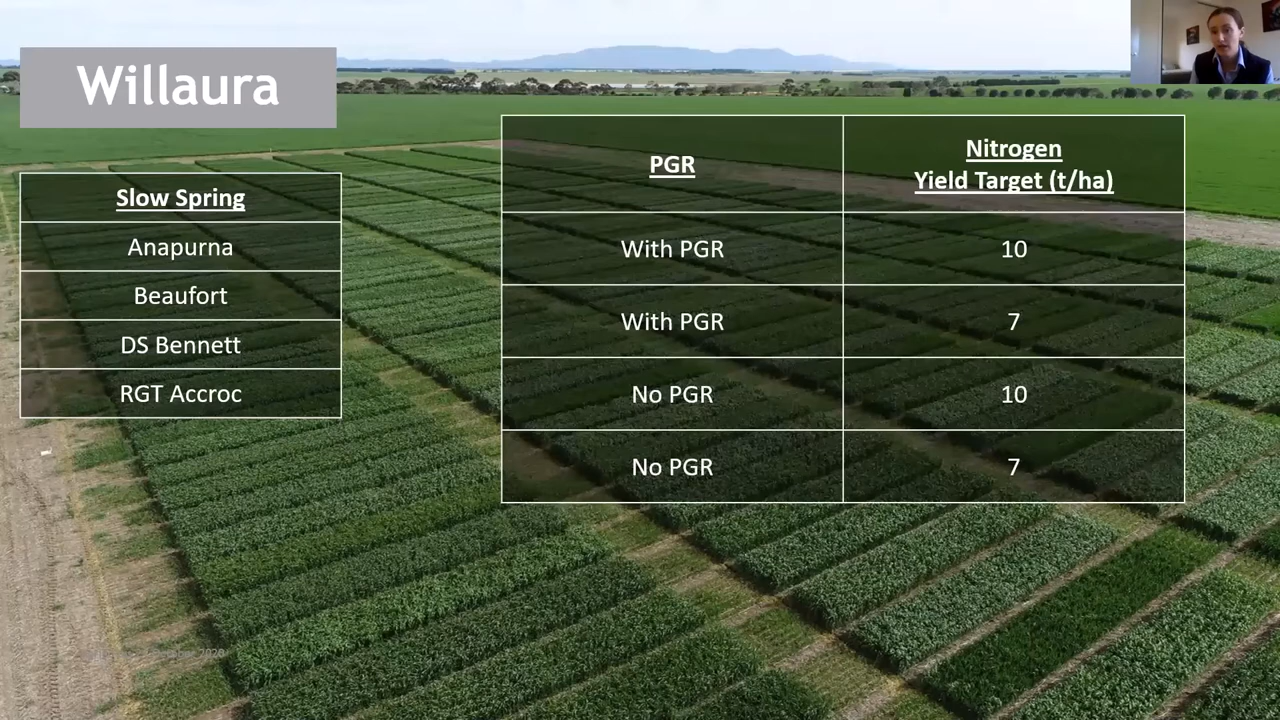 Willaura
Slow Spring
Anapurna
Beaufort
DS Bennett
RGT Accroc
PGR
Nitrogen
Yield Target (t/ha)
With PGR 10
With PGR 7
No PGR 10
No PGR 7